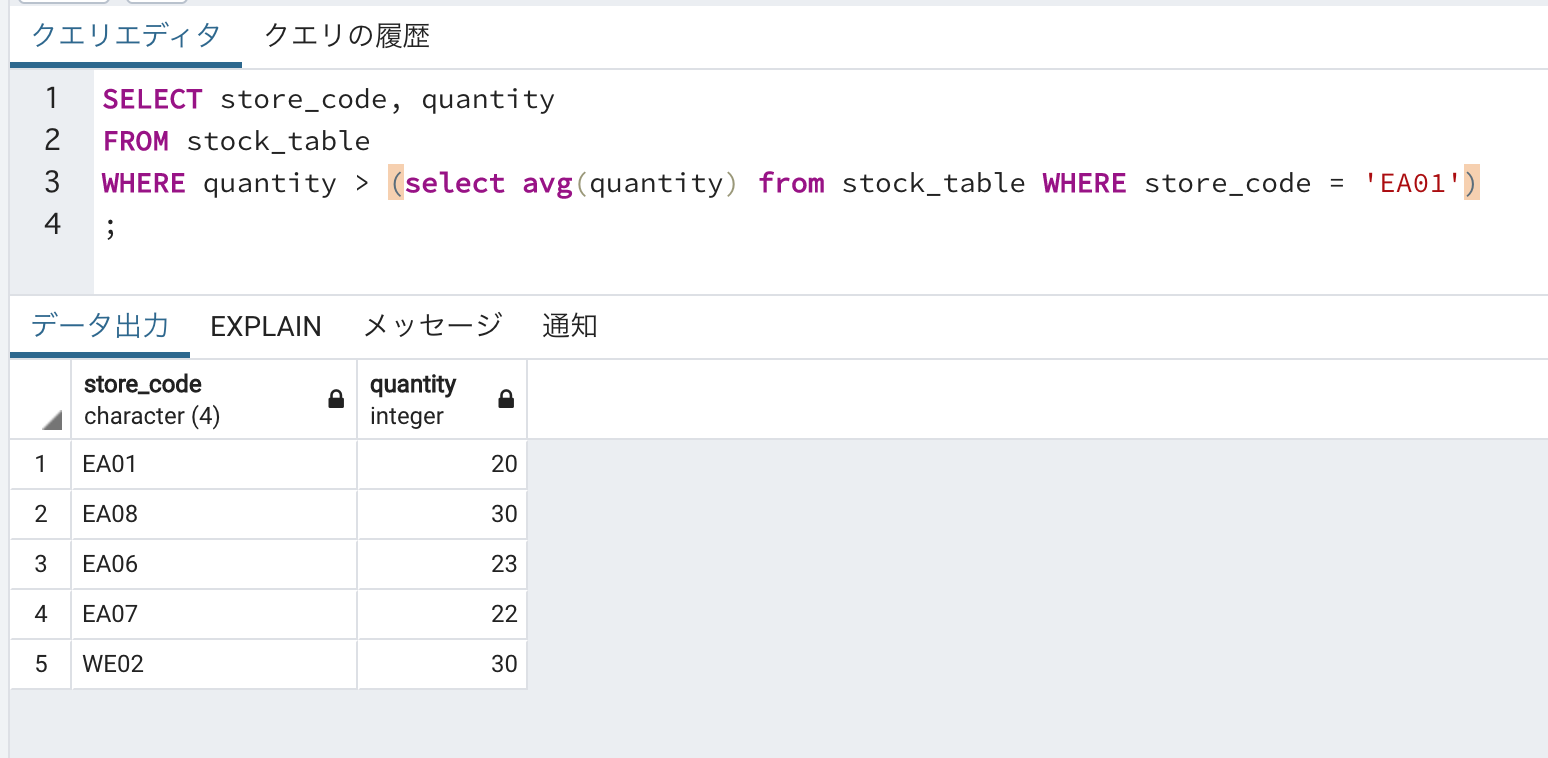 クエリエディタ クエリの履歴
1 SELECT store_code, quantity
2 FROM stock_table
3 WHERE quantity > (select avg(quantity) from stock_table WHERE store_code = 'EA01')
4 ;
データ出力 EXPLAIN メッセージ 通知
store_code quantity
character (4) integer
1 EA01 20
2 EA08 30
3 EA06 23
4 EA07 22
5 WE02 30